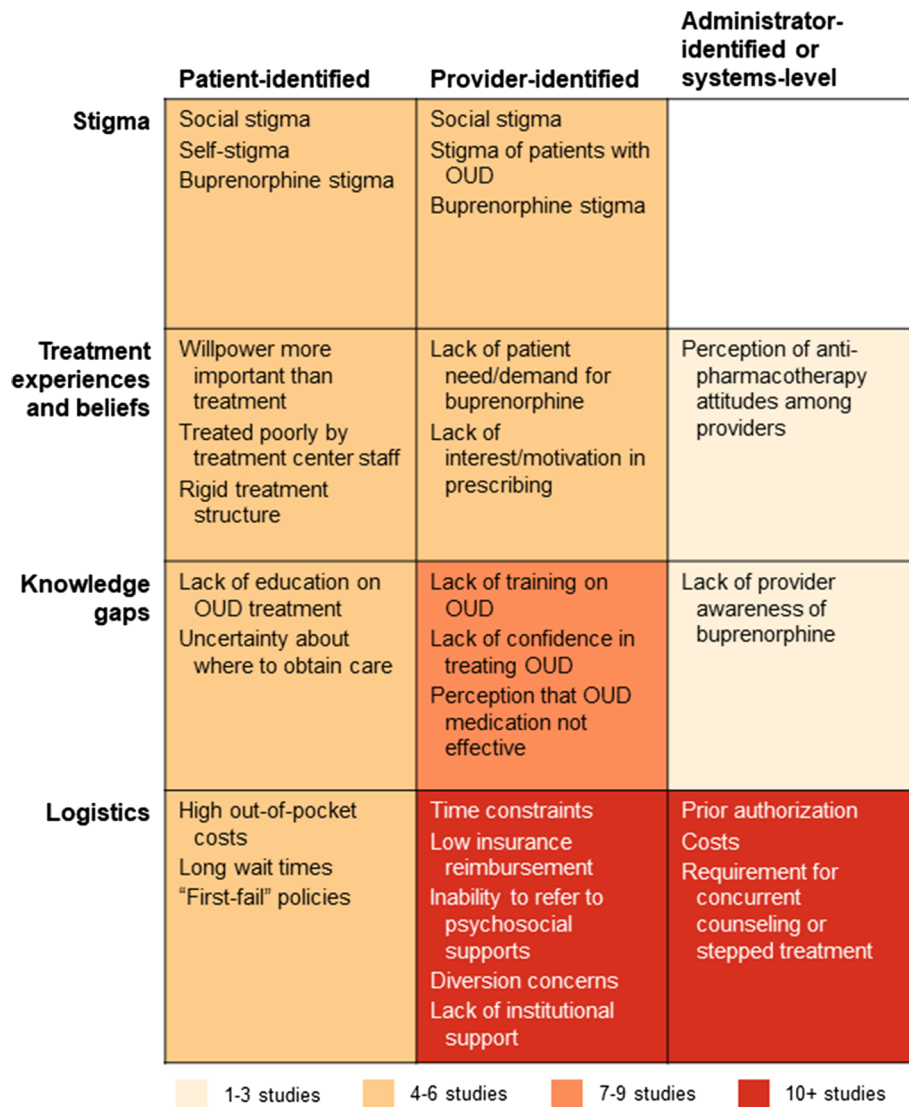 Patient-identified
Provider-identified
Administrator-
identified or
systems-level
Stigma
Social stigma
Self-stigma
Buprenorphine stigma
Social stigma
Stigma of patients with
OUD
Buprenorphine stigma
Treatment
experiences
and beliefs
Willpower more
important than
treatment
Treated poorly by
treatment center staff
Rigid treatment
structure
Lack of patient
need/demand for
buprenorphine
Lack of
interest/motivation in
prescribing
Perception of anti-
pharmacotherapy
attitudes among
providers
Knowledge
gaps
Lack of education on
OUD treatment
Uncertainty about
where to obtain care
Lack of training on
OUD
Lack of confidence in
treating OUD
Perception that OUD
medication not
effective
Lack of provider
awareness of
buprenorphine
Logistics
High out-of-pocket
costs
Long wait times
“First-fail” policies
Time constraints
Low insurance
reimbursement
Inability to refer to
psychosocial
supports
Diversion concerns
Lack of institutional
support
Prior authorization
Costs
Requirement for
concurrent
counseling or
stepped treatment
1-3 studies
4-6 studies
7-9 studies
10+ studies